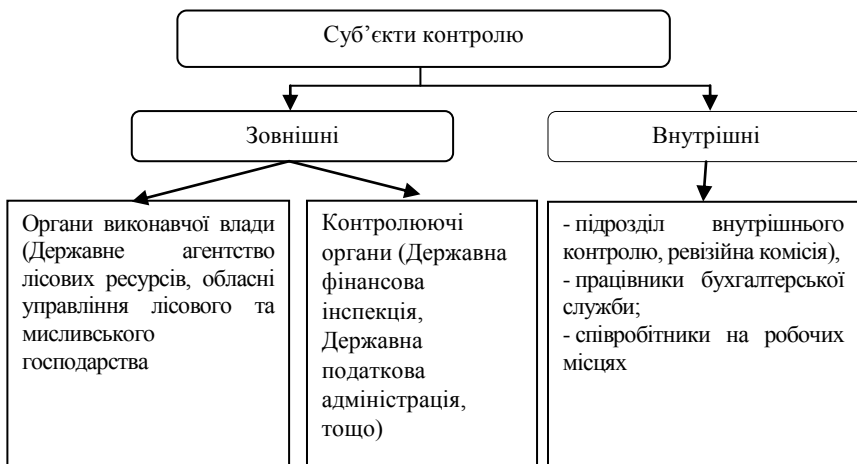 Суб’єкти контролю
Зовнішні
Внутрішні
Органи виконавчої влади
(Державне агентство
лісових ресурсів, обласні
управління лісового та
мисливського
господарства
Контролюючі
органи (Державна
фінансова
інспекція,
Державна
податкова
адміністрація,
тощо)
- підрозділ внутрішнього
контролю, ревізійна комісія),
- працівники бухгалтерської
служби;
- співробітники на робочих
місцях